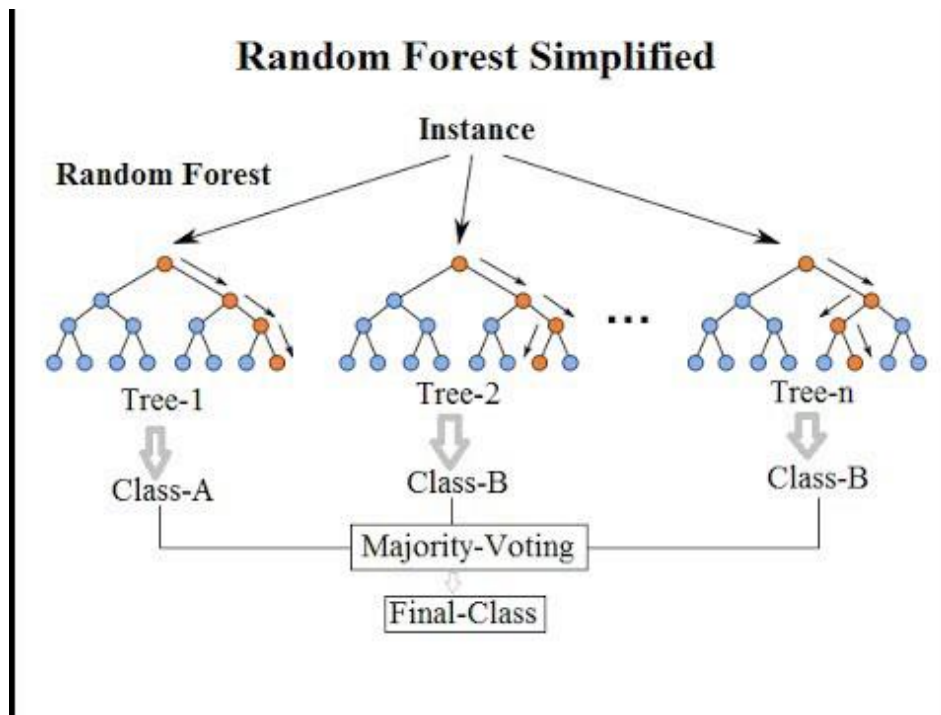 Random Forest Simplified
Instance
Random Forest
...
Tree-1
Tree-2
Tree-n
Class-A
Class-B
Class-B
Majority-Voting
Final-Class